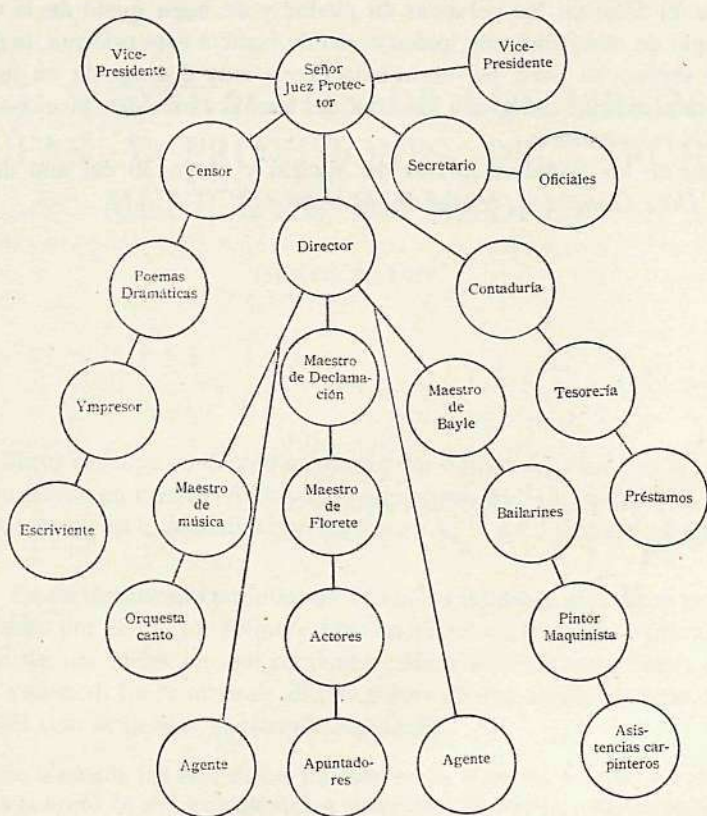 Vice-
Presidente
Señor
Juez Protec-
tor
Vice-
Presidente
Censor
Secretario
Oficiales
Director
Poemas
Dramáticas
Contaduría
Maestro
de Declama-
ción
Ympresor
Maestro
de
Bayle
Tesorería
Escriviente
Maestro
de
música
Maestro
de
Florete
Bailarines
Préstamos
Orquesta
canto
Actores
Pintor
Maquinista
Agente
Apuntado-
res
Agente
Asis-
tencias car-
pinteros